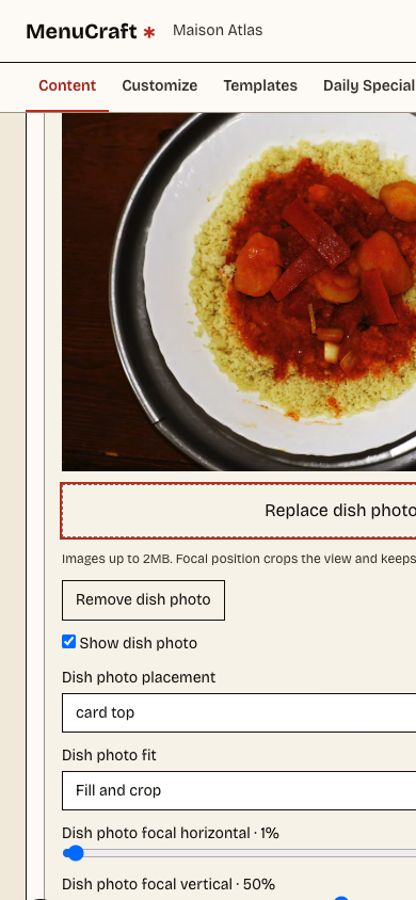 MenuCraft * Maison Atlas
Content Customize Templates Daily Special
Replace dish photo
Images up to 2MB. Focal position crops the view and keeps
Remove dish photo
Show dish photo
Dish photo placement
card top
Dish photo fit
Fill and crop
Dish photo focal horizontal · 1%
Dish photo focal vertical · 50%